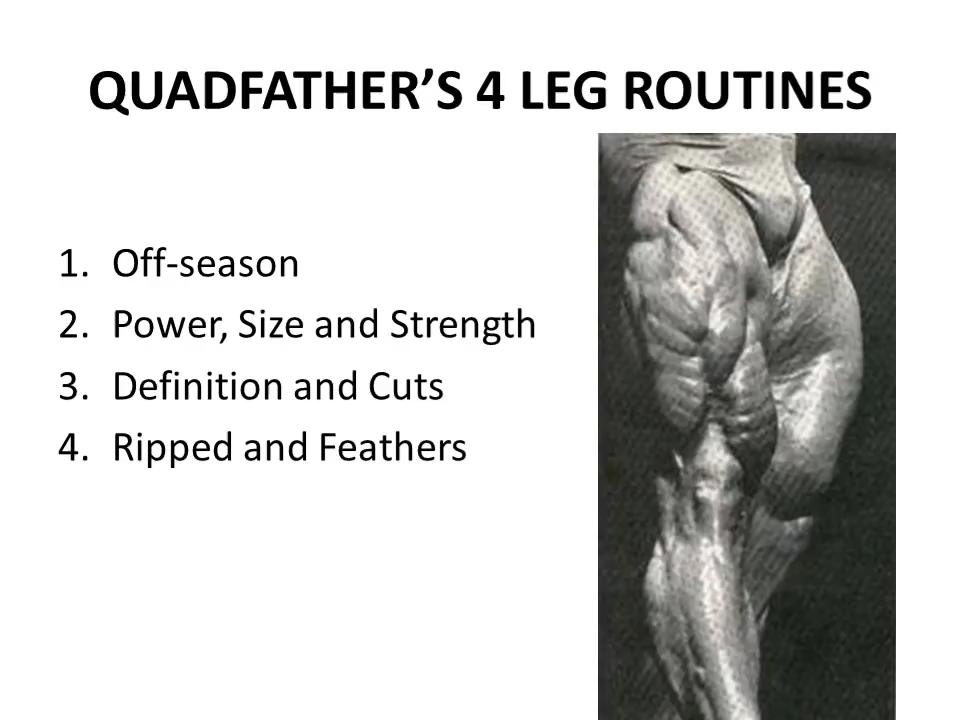 QUADFATHER’S 4 LEG ROUTINES
1. Off-season
2. Power, Size and Strength
3. Definition and Cuts
4. Ripped and Feathers